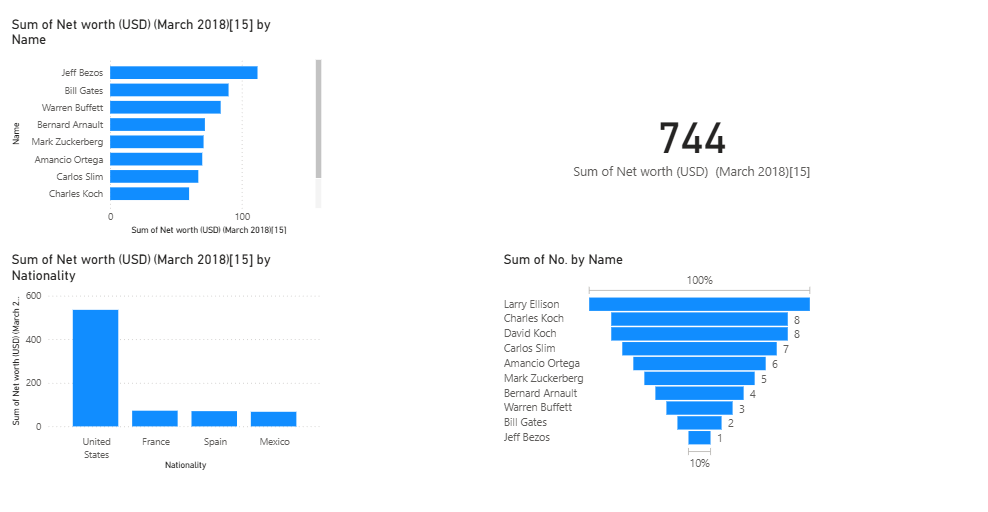 Sum of Net worth (USD) (March 2018)[15] by
Name
Name
Jeff Bezos
Bill Gates
Warren Buffett
Bernard Arnault
Mark Zuckerberg
Amancio Ortega
Carlos Slim
Charles Koch
0 100
Sum of Net worth (USD) (March 2018)[15]
744
Sum of Net worth (USD) (March 2018)[15]
Sum of Net worth (USD) (March 2018)[15] by
Nationality
Sum of Net worth (USD) (March 2...
600
400
200
0
United
States
France
Spain
Mexico
Nationality
Sum of No. by Name
100%
Larry Ellison
Charles Koch 8
David Koch 8
Carlos Slim 7
Amancio Ortega 6
Mark Zuckerberg 5
Bernard Arnault 4
Warren Buffett 3
Bill Gates 2
Jeff Bezos 1
10%